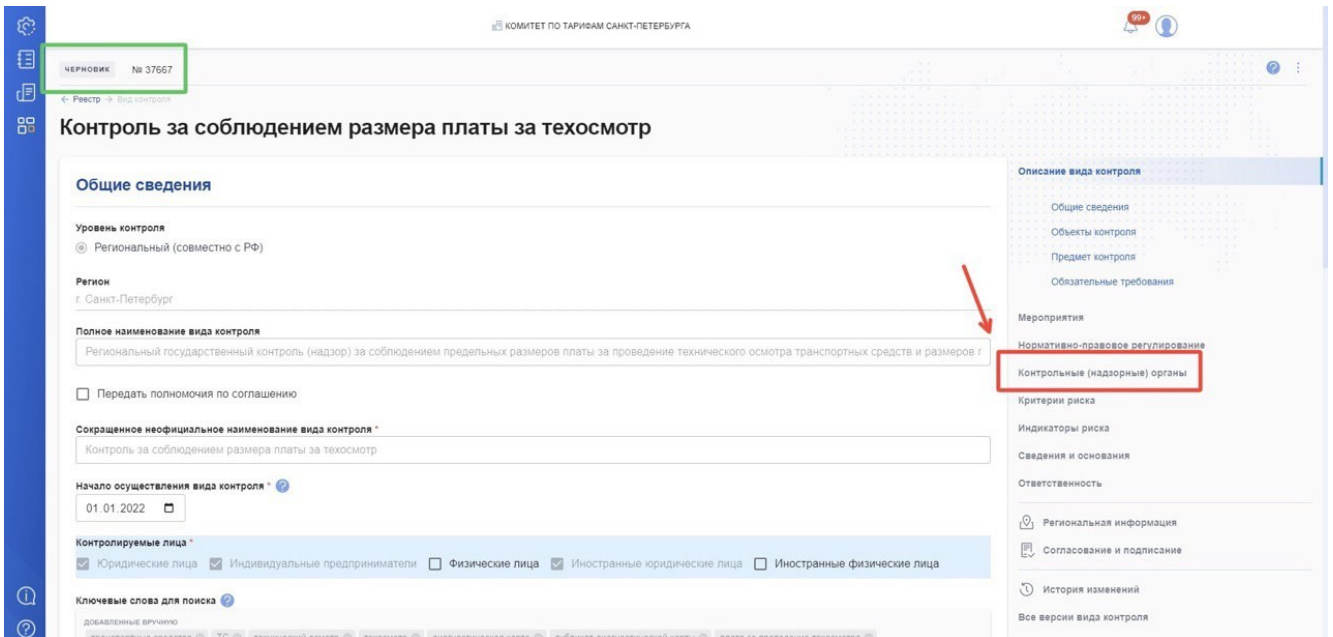 КОМИТЕТ ПО ТАРИФАМ САНКТ-ПЕТЕРБУРГА
99+
ЧЕРНОВИК № 37667
← Реестр → Вид контроля
Контроль за соблюдением размера платы за техосмотр
Общие сведения
Уровень контроля
Региональный (совместно с РФ)
Регион
г. Санкт-Петербург
Полное наименование вида контроля
Региональный государственный контроль (надзор) за соблюдением предельных размеров платы за проведение технического осмотра транспортных средств и размеров
Передать полномочия по соглашению
Сокращенное неофициальное наименование вида контроля *
Контроль за соблюдением размера платы за техосмотр
Начало осуществления вида контроля * ?
01.01.2022
Контролируемые лица *
Юридические лица Индивидуальные предприниматели Физические лица Иностранные юридические лица Иностранные физические лица
Ключевые слова для поиска ?
ДОБАВЛЕННЫЕ ВРУЧНУЮ
Описание вида контроля
Общие сведения
Объекты контроля
Предмет контроля
Обязательные требования
Мероприятия
Нормативно-правовое регулирование
Контрольные (надзорные) органы
Критерии риска
Индикаторы риска
Сведения и основания
Ответственность
Региональная информация
Согласование и подписание
История изменений
Все версии вида контроля